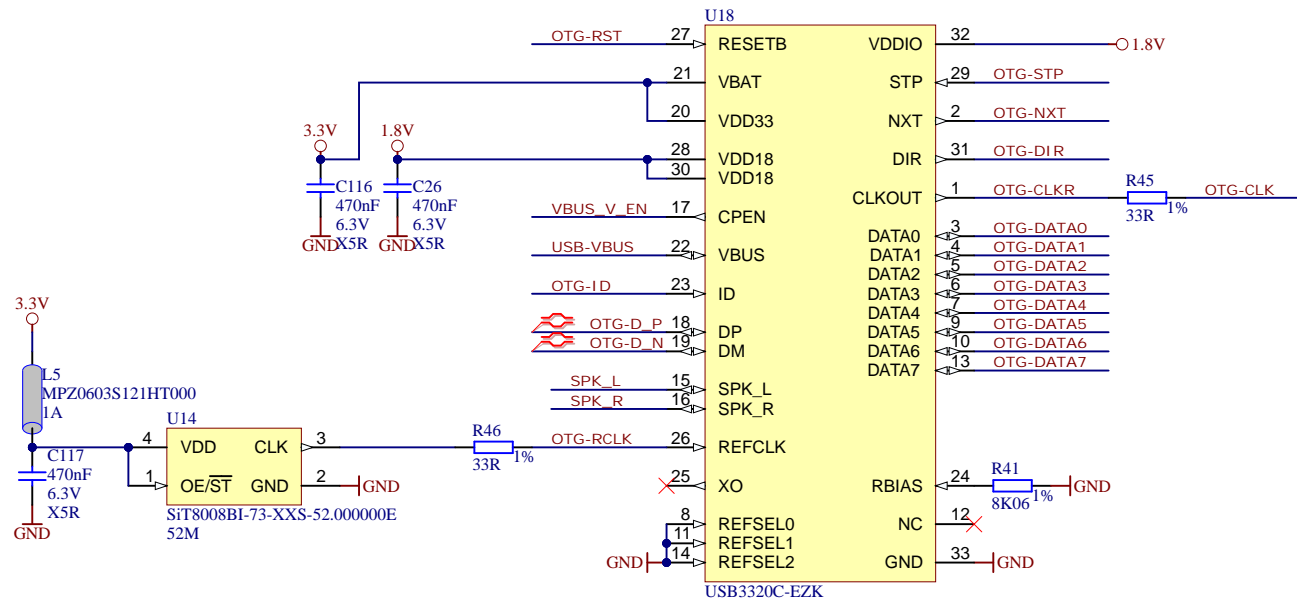 U18
OTG-RST 27 RESETB VDDIO 32 1.8V
21 VBAT STP 29 OTG-STP
20 VDD33 NXT 2 OTG-NXT
3.3V 1.8V
28 VDD18 DIR 31 OTG-DIR
30 VDD18
C116 C26
470nF 470nF
6.3V 6.3V
X5R X5R
GND GND
CLKOUT 1 OTG-CLKR R45 OTG-CLK
33R 1%
VBUS_V_EN 17 CPEN
DATA0 3 OTG-DATA0
USB-VBUS 22 VBUS DATA1 4 OTG-DATA1
DATA2 5 OTG-DATA2
OTG-ID 23 ID DATA3 6 OTG-DATA3
DATA4 7 OTG-DATA4
OTG-D_P 18 DP DATA5 9 OTG-DATA5
OTG-D_N 19 DM DATA6 10 OTG-DATA6
DATA7 13 OTG-DATA7
SPK_L 15 SPK_L
SPK_R 16 SPK_R
3.3V
L5
MPZ0603S121HT000
1A
U14
4 VDD CLK 3
R46
33R 1%
OTG-RCLK 26 REFCLK
C117
470nF
6.3V
X5R
GND
1 OE/ST GND 2 GND
SiT8008BI-73-XXS-52.000000E
52M
25 XO RBIAS 24 R41 GND
8K06 1%
8 REFSEL0 NC 12
11 REFSEL1
GND 14 REFSEL2 GND 33 GND
USB3320C-EZK